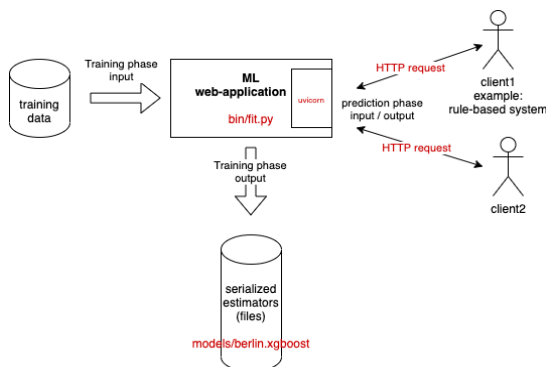 Training phase
input
training
data
ML
web-application
bin/fit.py
uvicorn
HTTP request
prediction phase
input / output
HTTP request
client1
example:
rule-based system
client2
Training phase
output
serialized
estimators
(files)
models/berlin.xgboost